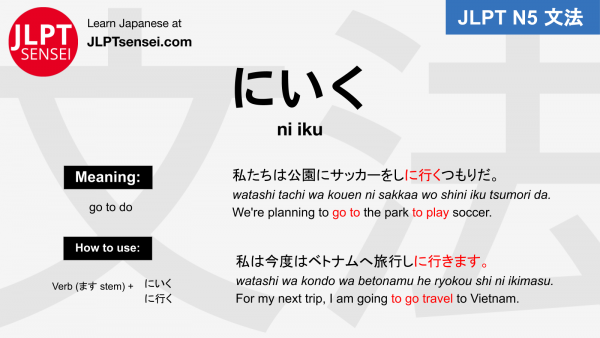 JLPT
SENSEI
Learn Japanese at
JLPTsensei.com
JLPT N5 文法
文法
にいく
ni iku
Meaning:
go to do
How to use:
Verb (ます stem) + にいく
に行く
私たちは公園にサッカーをしに行くつもりだ。
watashi tachi wa kouen ni sakkaa wo shini iku tsumori da.
We're planning to go to the park to play soccer.
私は今度はベトナムへ旅行しに行きます。
watashi wa kondo wa betonamu he ryokou shi ni ikimasu.
For my next trip, I am going to go travel to Vietnam.